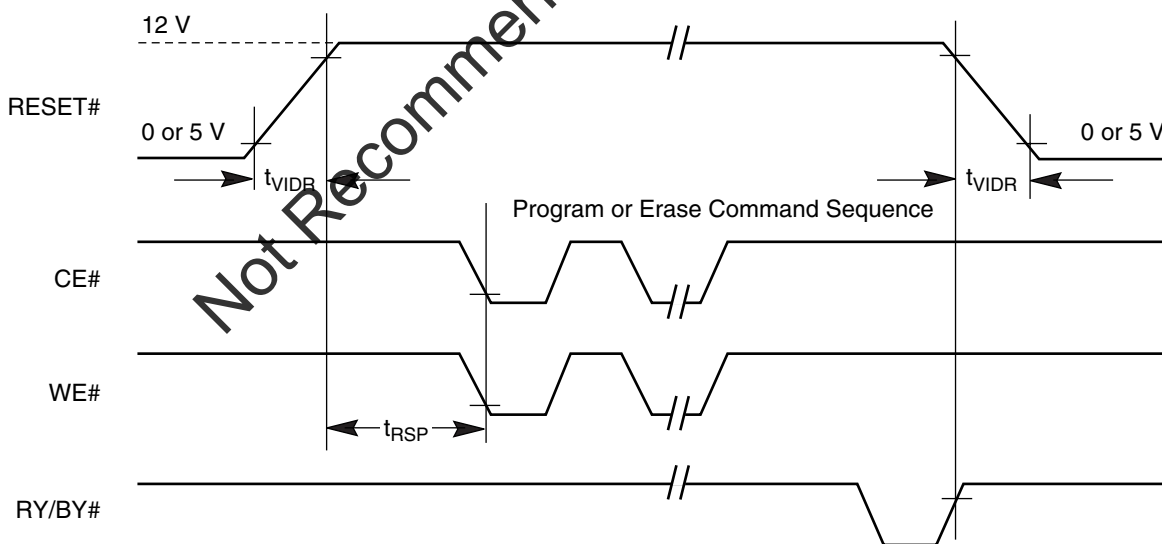 12 V
RESET#
0 or 5 V
0 or 5 V
tVIDR
tVIDR
Program or Erase Command Sequence
CE#
WE#
tRSP
RY/BY#
Not